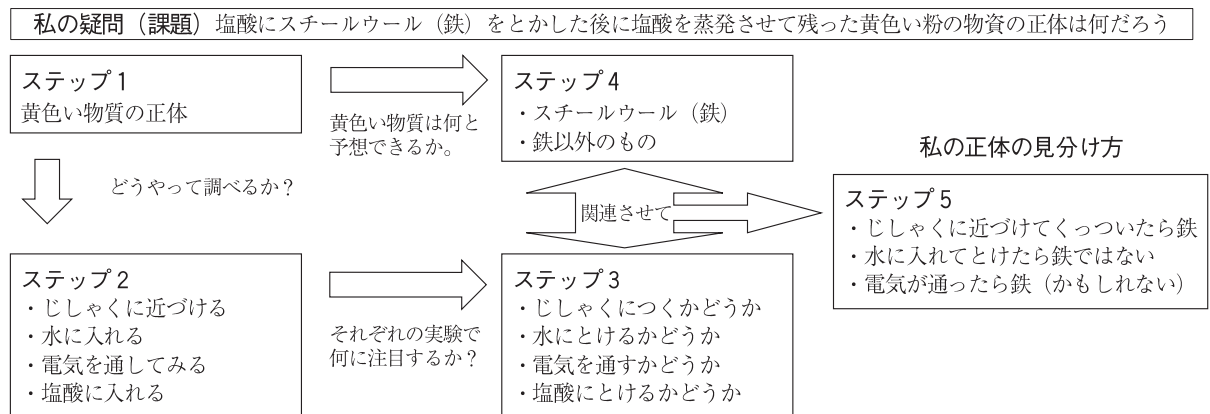 私の疑問（課題）塩酸にスチールウール（鉄）をとかした後に塩酸を蒸発させて残った黄色い粉の物資の正体は何だろう
ステップ1
黄色い物質の正体
黄色い物質は何と
予想できるか。
ステップ4
・スチールウール（鉄）
・鉄以外のもの
どうやって調べるか？
関連させて
私の正体の見分け方
ステップ5
・じしゃくに近づけてくっついたら鉄
・水に入れてとけたら鉄ではない
・電気が通ったら鉄（かもしれない）
ステップ2
・じしゃくに近づける
・水に入れる
・電気を通してみる
・塩酸に入れる
それぞれの実験で
何に注目するか？
ステップ3
・じしゃくにつくかどうか
・水にとけるかどうか
・電気を通すかどうか
・塩酸にとけるかどうか